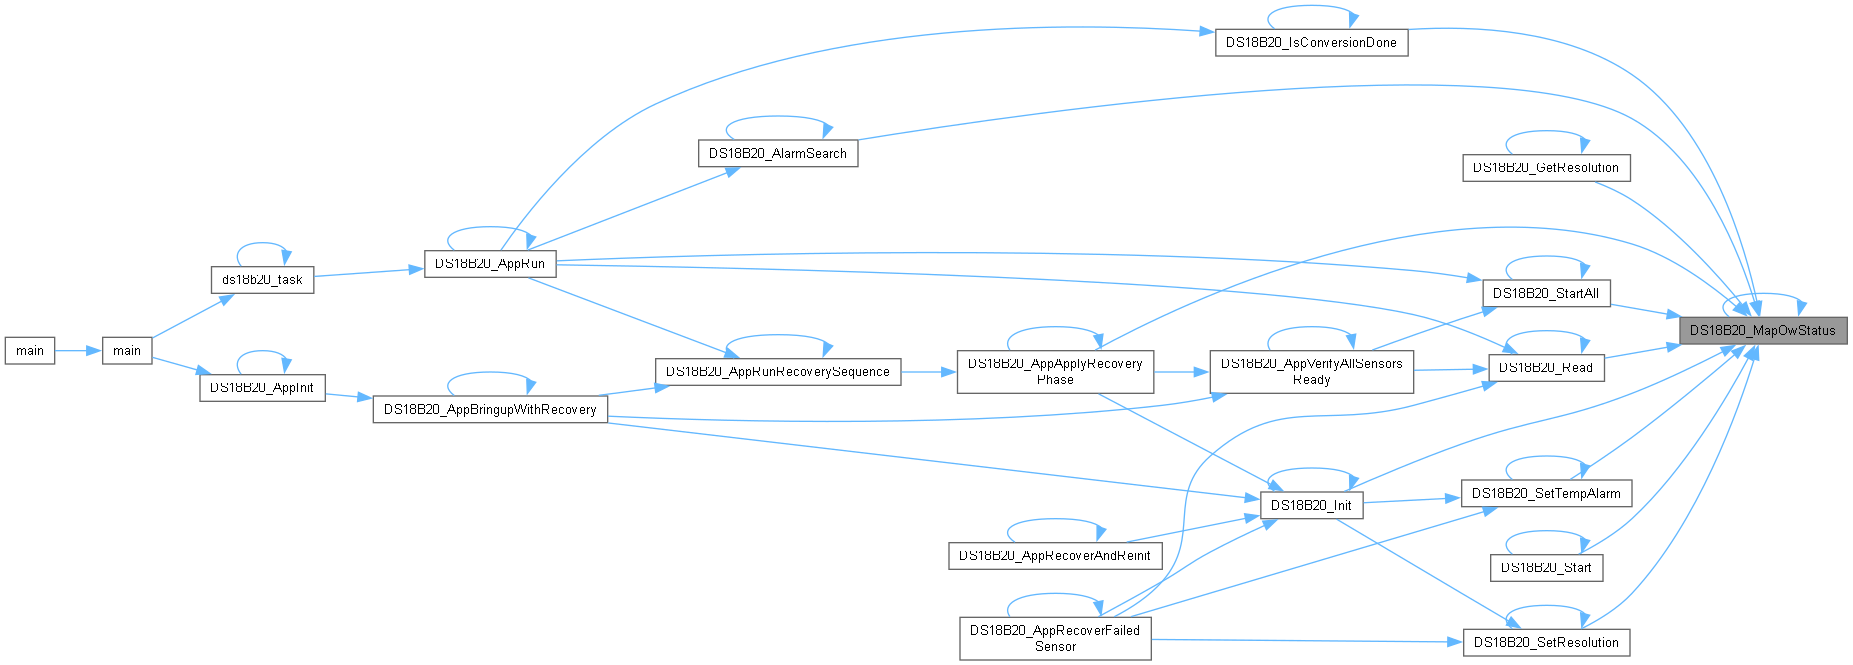 DS18B20_IsConversionDone
DS18B20_AlarmSearch
DS18B20_GetResolution
DS18B20_AppRun
ds18b20_task
DS18B20_StartAll
DS18B20_MapOwStatus
main
main
DS18B20_AppRunRecoverySequence
DS18B20_AppApplyRecovery
Phase
DS18B20_AppVerifyAllSensors
Ready
DS18B20_Read
DS18B20_AppInit
DS18B20_AppBringupWithRecovery
DS18B20_SetTempAlarm
DS18B20_Init
DS18B20_AppRecoverAndReinit
DS18B20_Start
DS18B20_AppRecoverFailed
Sensor
DS18B20_SetResolution